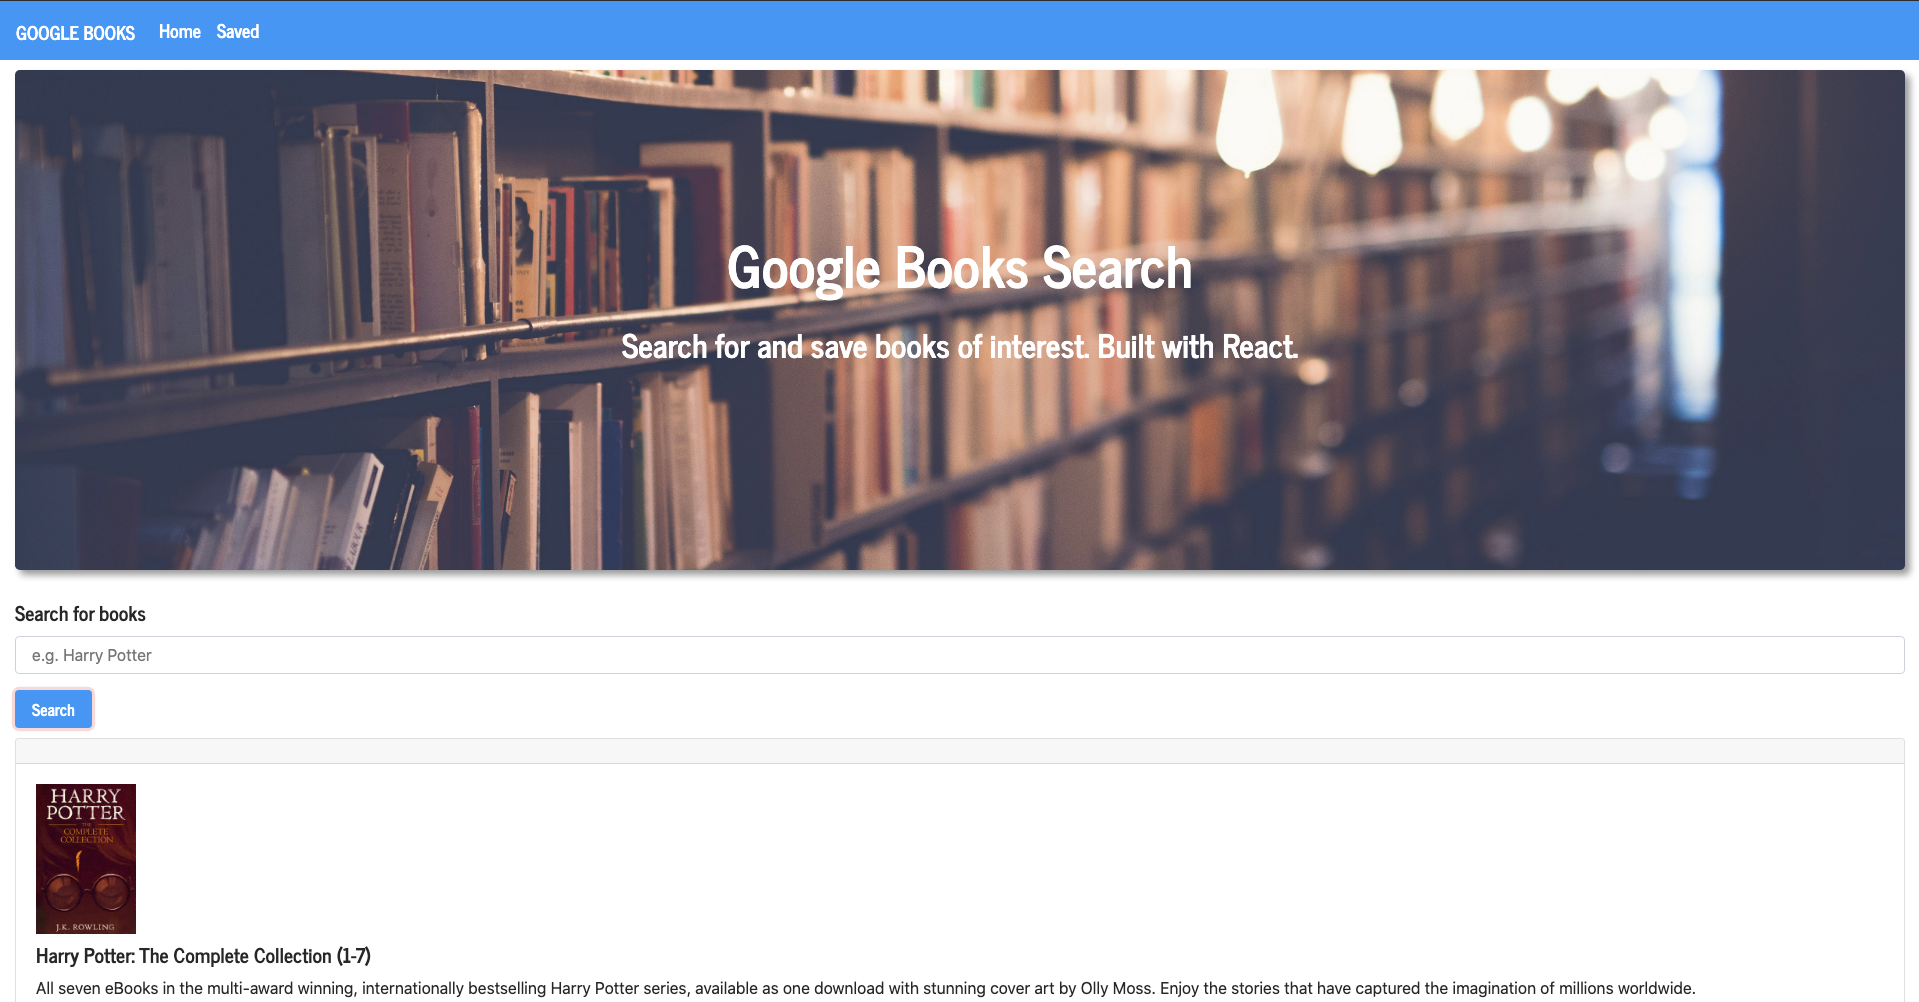 GOOGLE BOOKS Home Saved
Google Books Search
Search for and save books of interest. Built with React.
Search for books
e.g. Harry Potter
Search
HARRY
POTTER
THE
COMPLETE
COLLECTION
J.K. ROWLING
Harry Potter: The Complete Collection (1-7)
All seven eBooks in the multi-award winning, internationally bestselling Harry Potter series, available as one download with stunning cover art by Olly Moss. Enjoy the stories that have captured the imagination of millions worldwide.